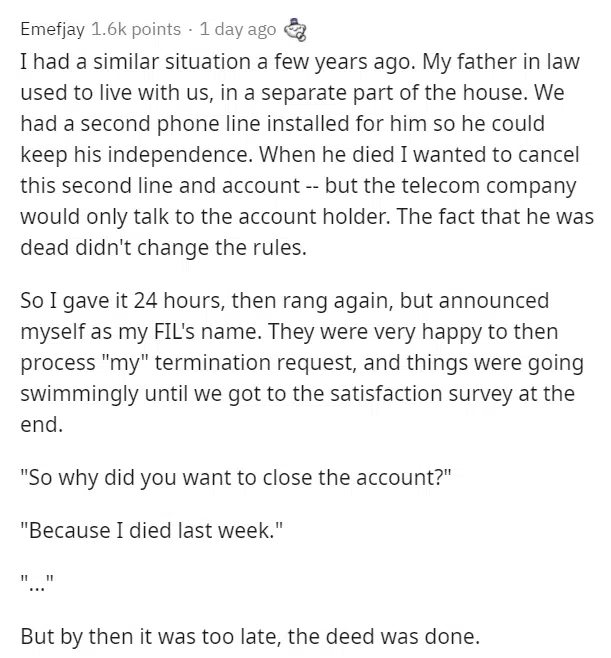 Emefjay 1.6k points · 1 day ago
I had a similar situation a few years ago. My father in law
used to live with us, in a separate part of the house. We
had a second phone line installed for him so he could
keep his independence. When he died I wanted to cancel
this second line and account -- but the telecom company
would only talk to the account holder. The fact that he was
dead didn't change the rules.
So I gave it 24 hours, then rang again, but announced
myself as my FIL's name. They were very happy to then
process "my" termination request, and things were going
swimmingly until we got to the satisfaction survey at the
end.
"So why did you want to close the account?"
"Because I died last week."
"..."
But by then it was too late, the deed was done.